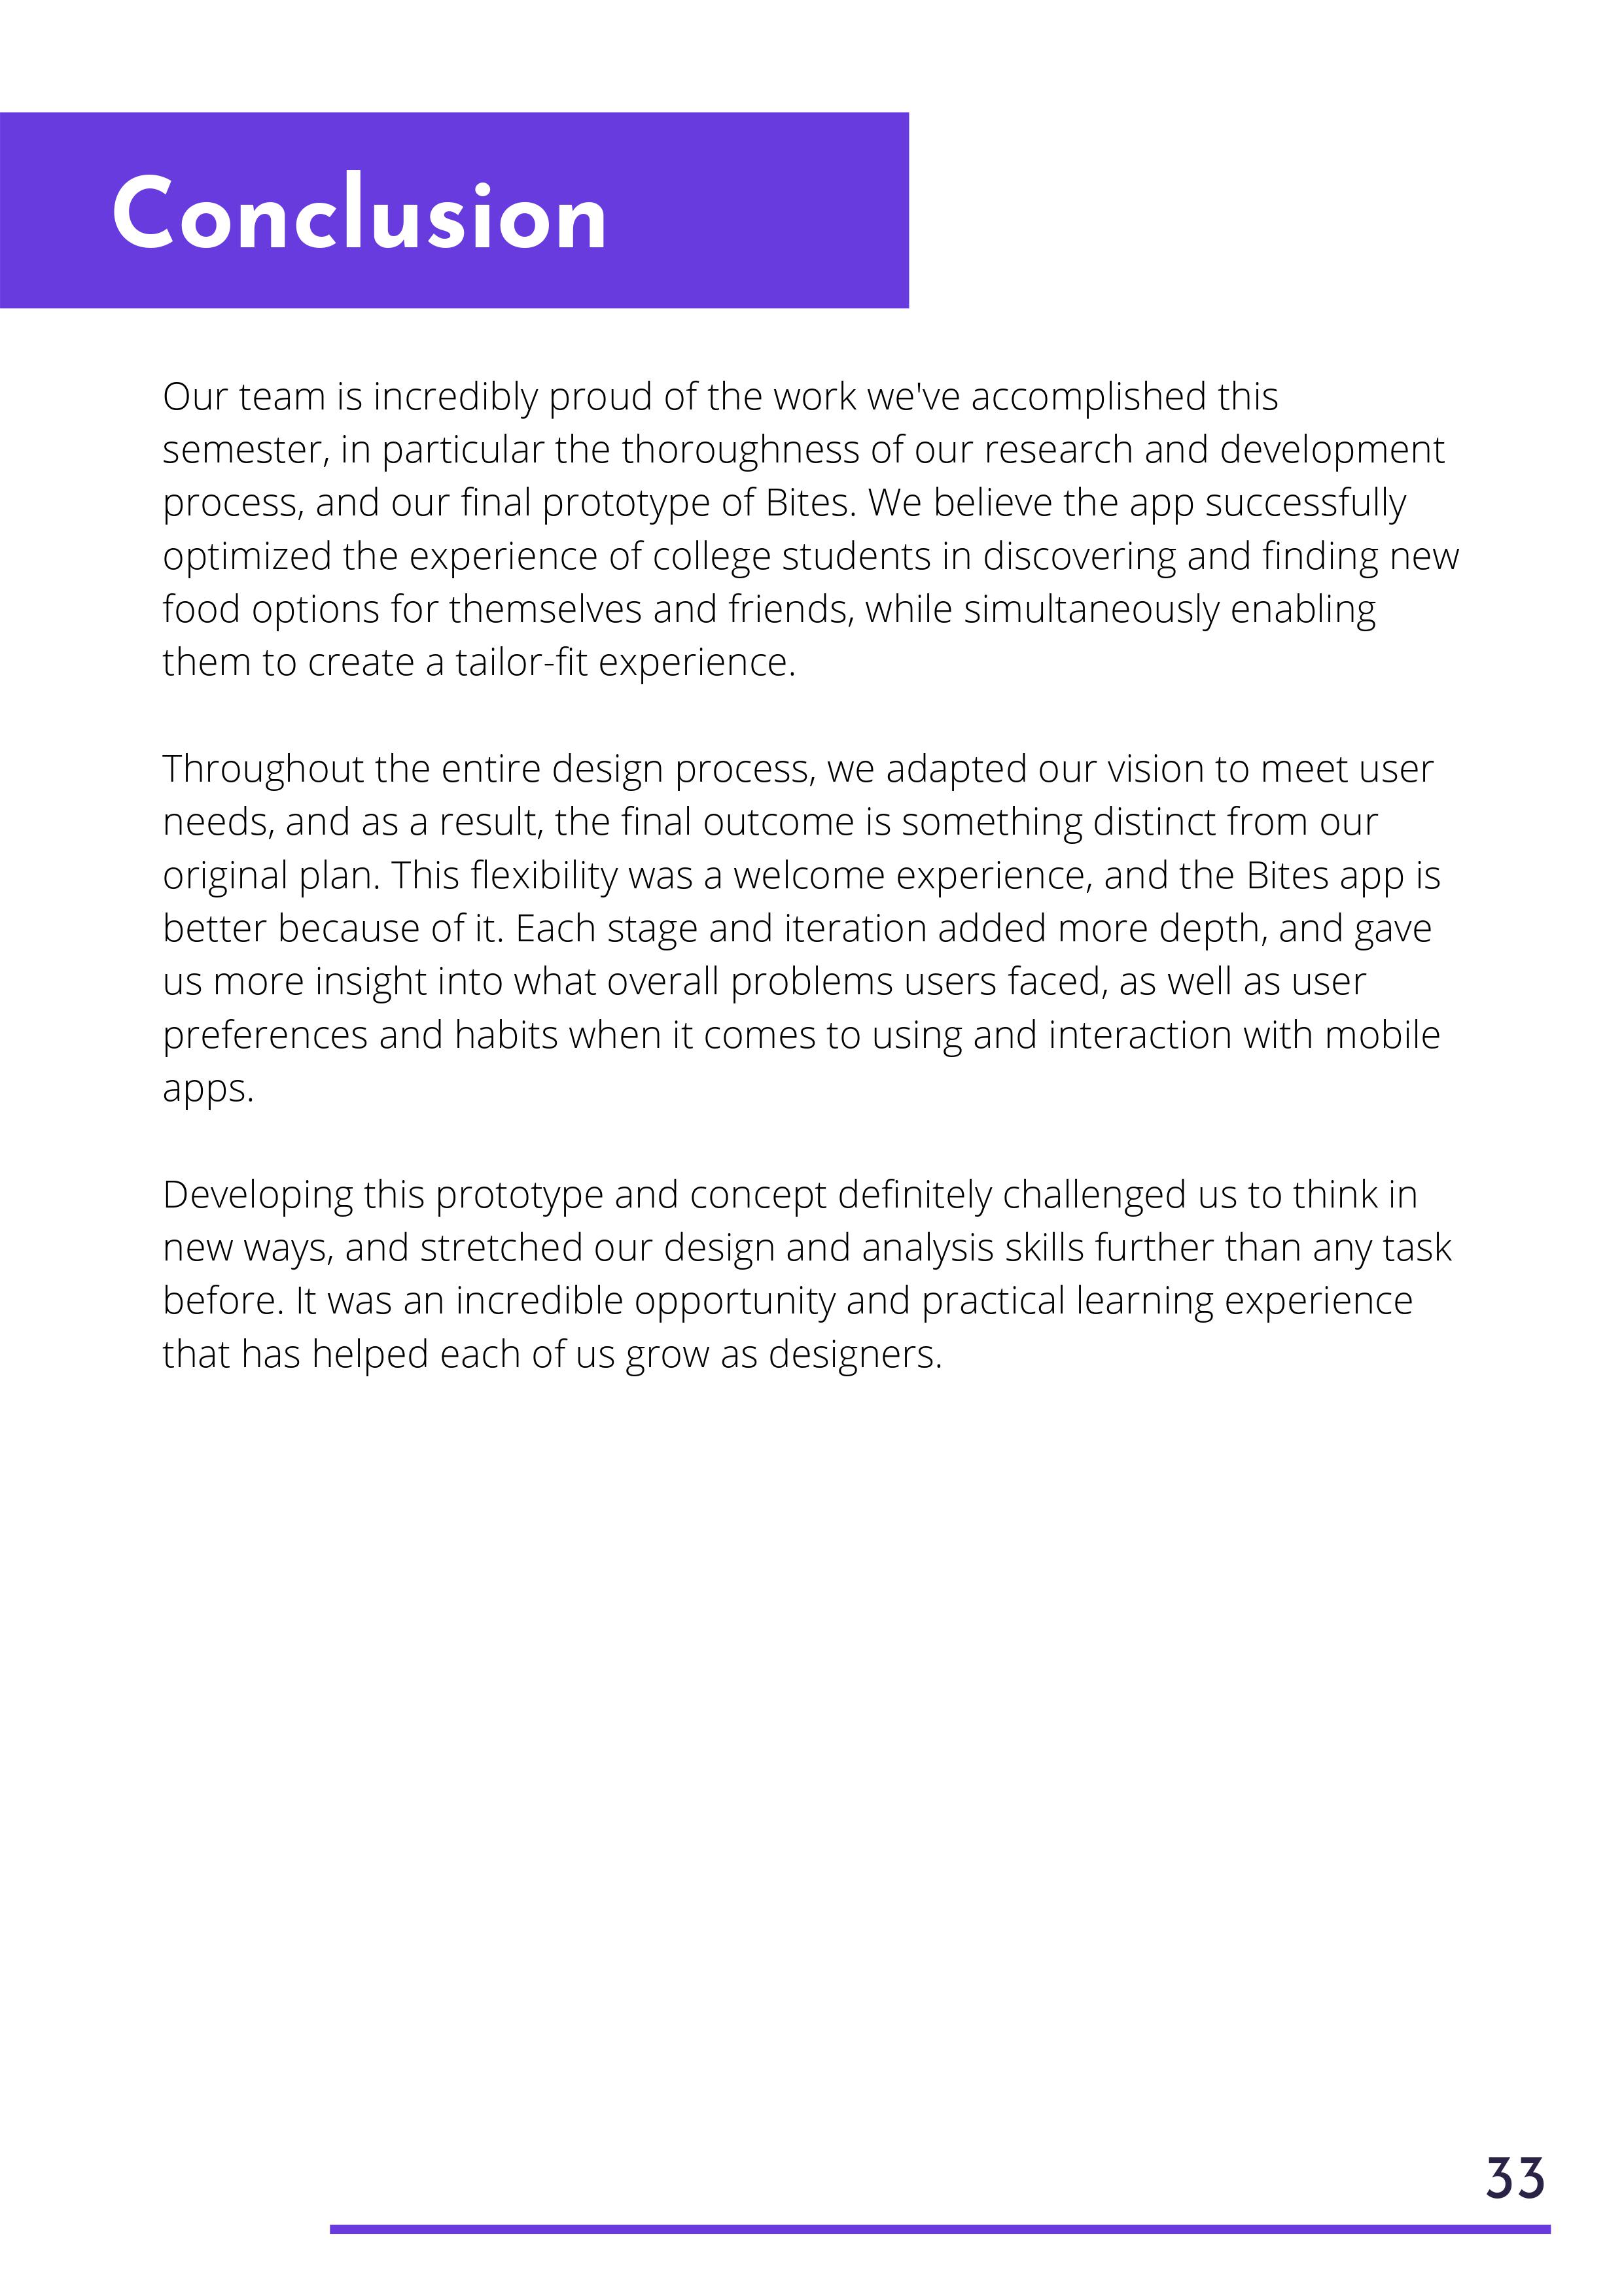 Conclusion
Our team is incredibly proud of the work we've accomplished this
semester, in particular the thoroughness of our research and development
process, and our final prototype of Bites. We believe the app successfully
optimized the experience of college students in discovering and finding new
food options for themselves and friends, while simultaneously enabling
them to create a tailor-fit experience.
Throughout the entire design process, we adapted our vision to meet user
needs, and as a result, the final outcome is something distinct from our
original plan. This flexibility was a welcome experience, and the Bites app is
better because of it. Each stage and iteration added more depth, and gave
us more insight into what overall problems users faced, as well as user
preferences and habits when it comes to using and interaction with mobile
apps.
Developing this prototype and concept definitely challenged us to think in
new ways, and stretched our design and analysis skills further than any task
before. It was an incredible opportunity and practical learning experience
that has helped each of us grow as designers.
33